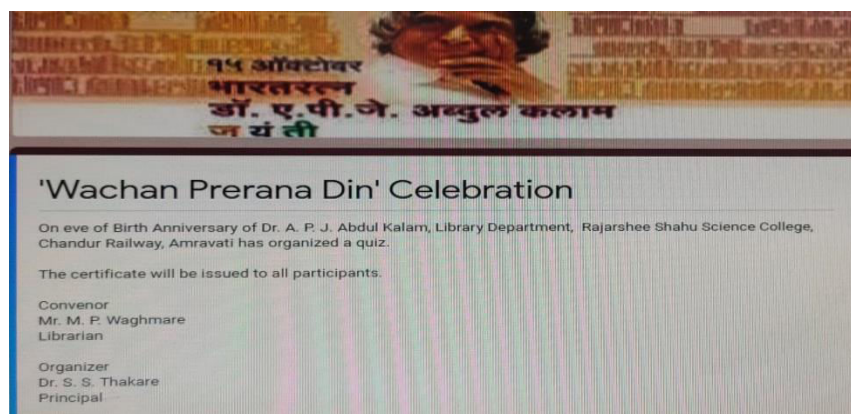 १५ ऑक्टोबर
भारतरत्न
डॉ. ए.पी.जे. अब्दुल कलाम
ज यं ती
'Wachan Prerana Din' Celebration
On eve of Birth Anniversary of Dr. A. P. J. Abdul Kalam, Library Department, Rajarshee Shahu Science College,
Chandur Railway, Amravati has organized a quiz.
The certificate will be issued to all participants.
Convenor
Mr. M. P. Waghmare
Librarian
Organizer
Dr. S. S. Thakare
Principal